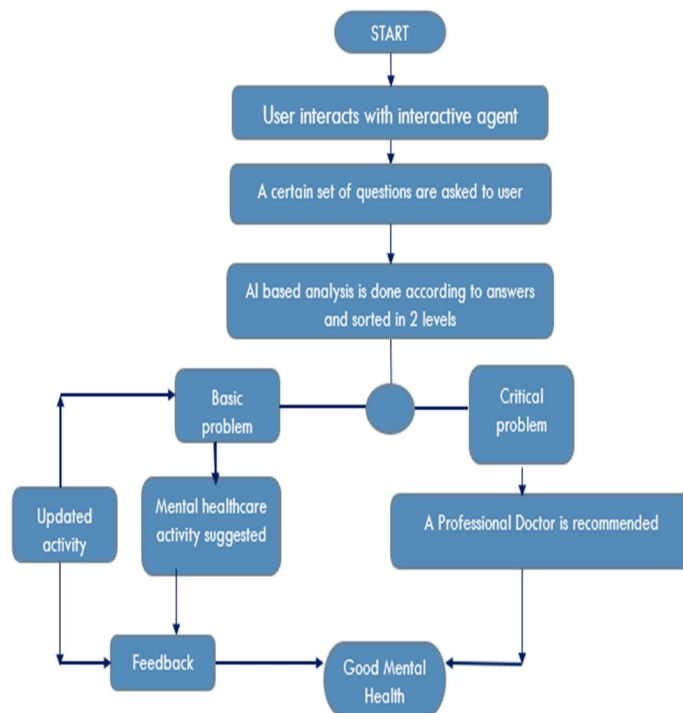 START
User interacts with interactive agent
A certain set of questions are asked to user
AI based analysis is done according to answers
and sorted in 2 levels
Basic
problem
Critical
problem
Updated
activity
Mental healthcare
activity suggested
A Professional Doctor is recommended
Feedback
Good Mental
Health